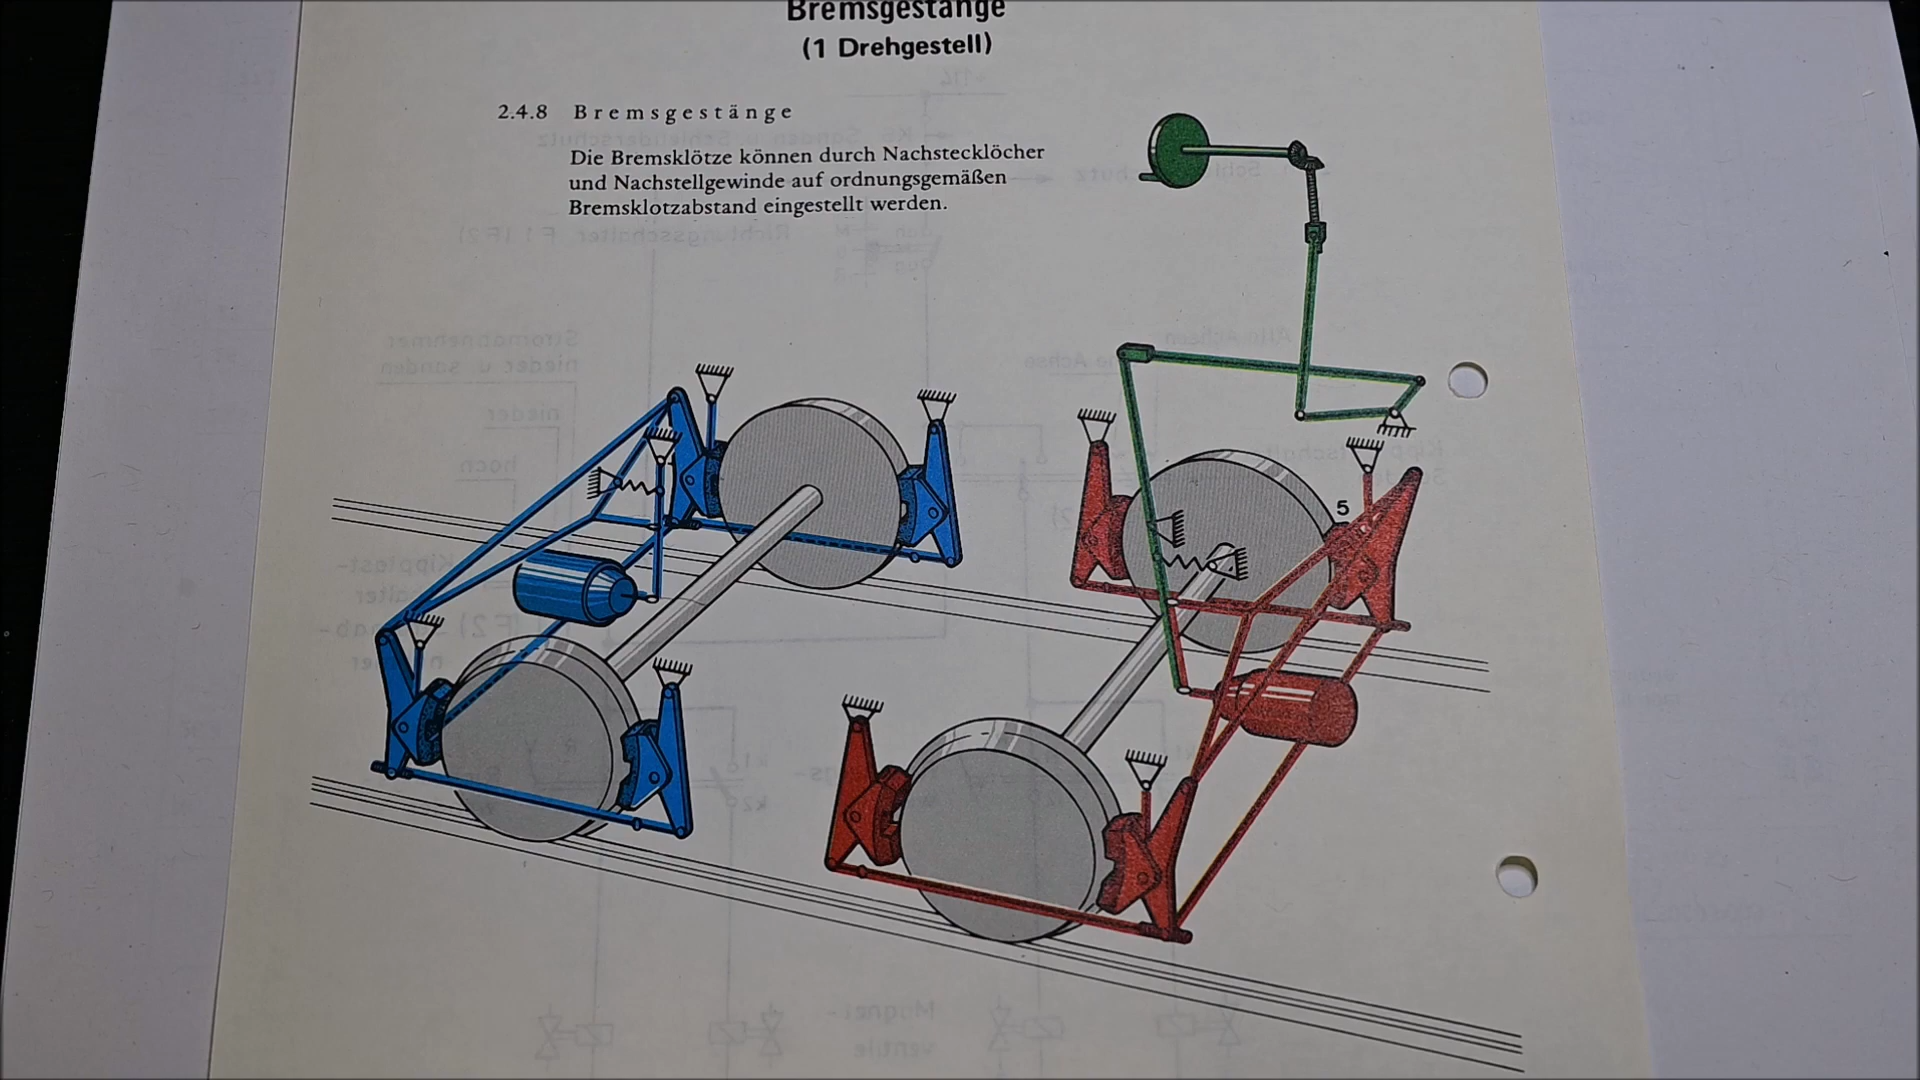 Bremsgestänge
(1 Drehgestell)
2.4.8 Bremsgestänge
Die Bremsklötze können durch Nachstecklöcher
und Nachstellgewinde auf ordnungsgemäßen
Bremsklotzabstand eingestellt werden.
5